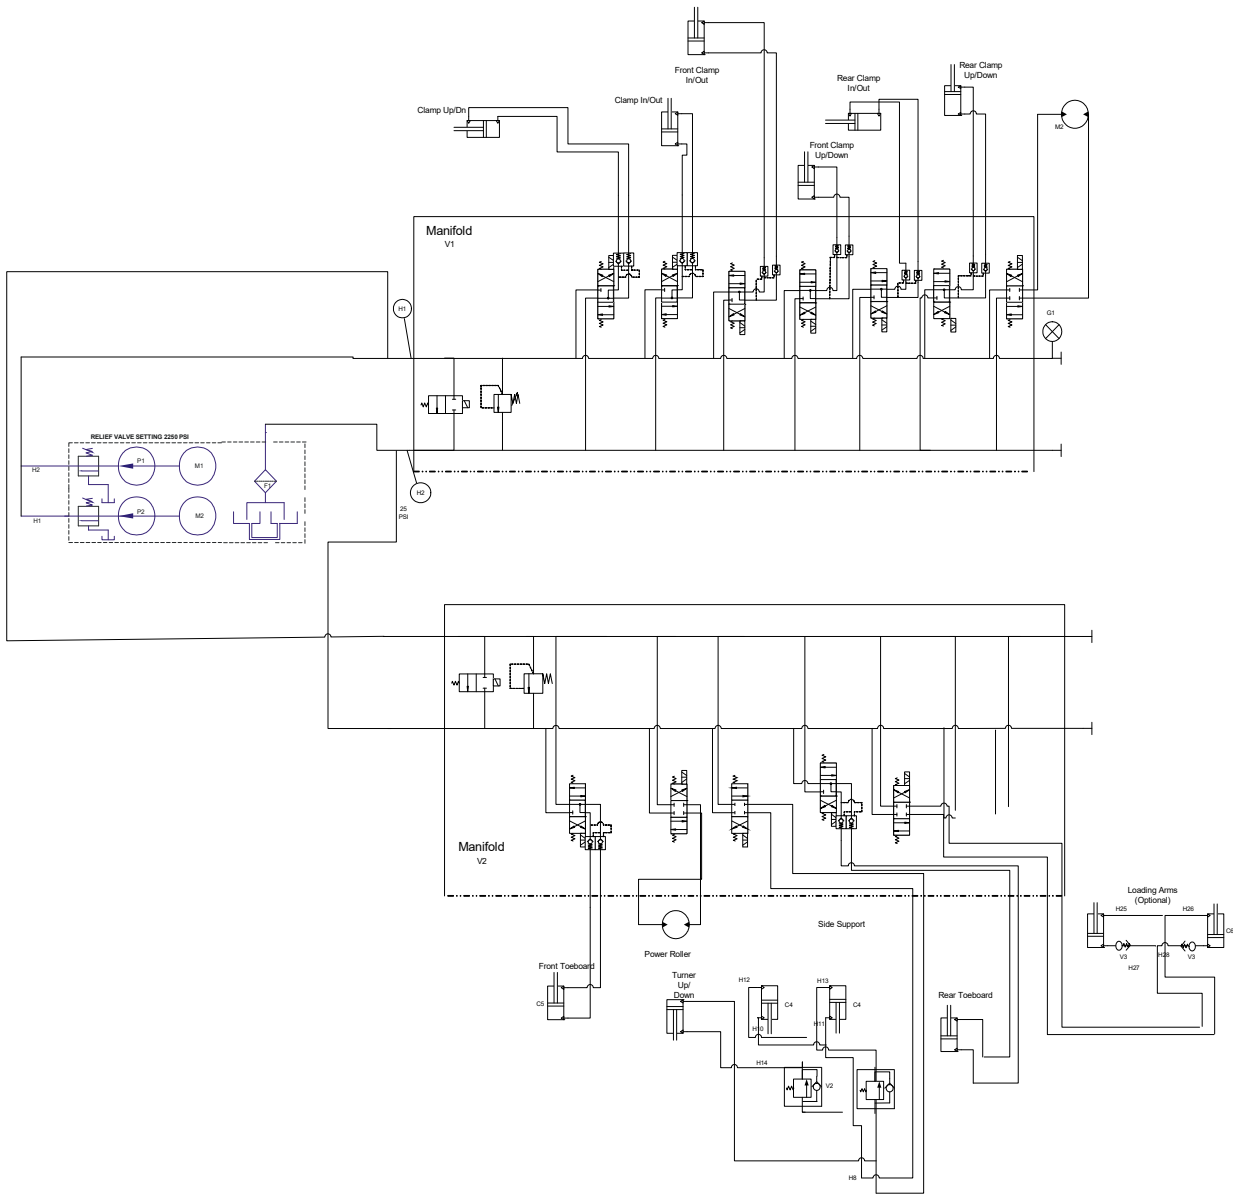 Front Clamp
In/Out
Rear Clamp
Up/Down
Rear Clamp
In/Out
Clamp In/Out
Clamp Up/Dn
M2
Front Clamp
Up/Down
Manifold
V1
H1
G1
RELIEF VALVE SETTING 2250 PSI
P1
M1
H2
F1
H2
P2
M2
H1
25
PSI
Manifold
V2
Loading Arms
(Optional)
H25
H26
Side Support
V3
H28
V3
H27
Power Roller
Front Toeboard
Turner
Up/
Down
H12
H13
Rear Toeboard
C5
C4
C4
H10
H11
H14
V2
H8